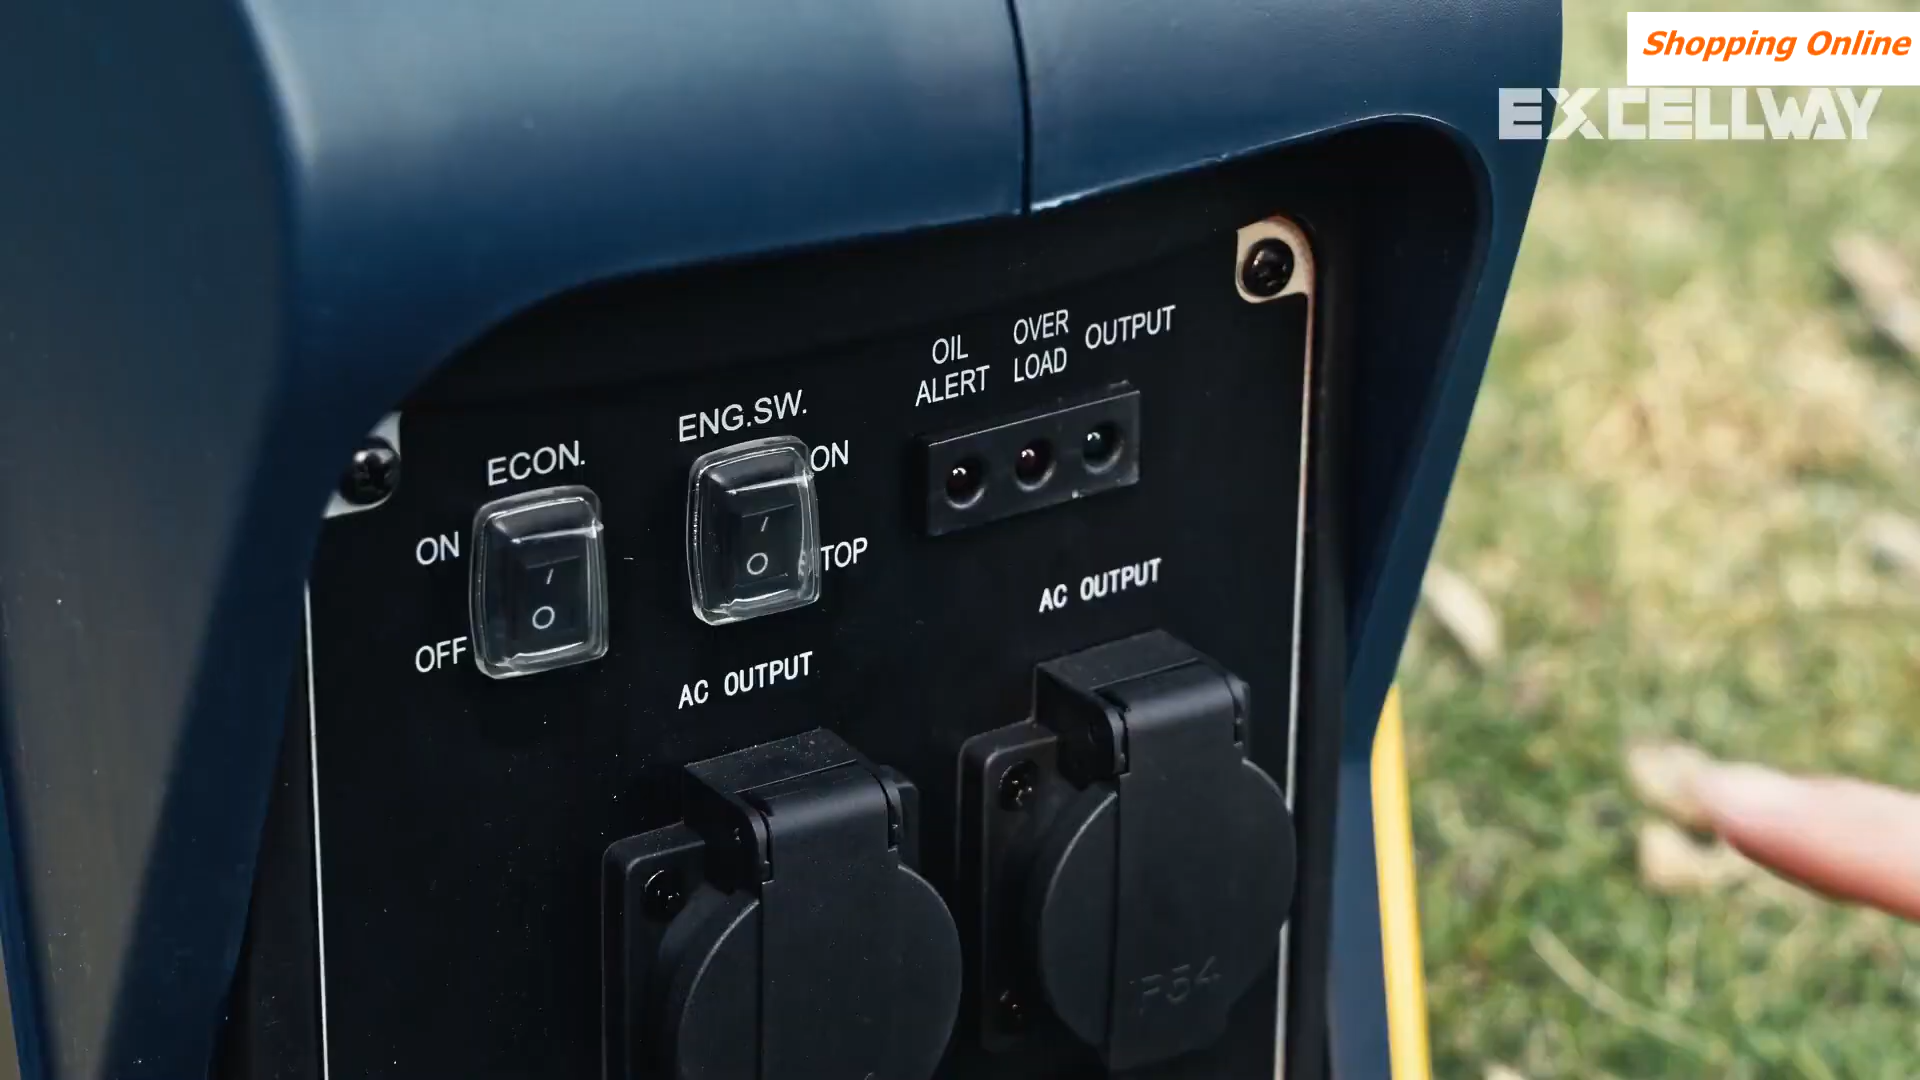 Shopping Online
EXCELLWAY
OIL ALERT
OVER LOAD
OUTPUT
ENG.SW.
ON
TOP
ECON.
ON
OFF
AC OUTPUT
AC OUTPUT
IP54